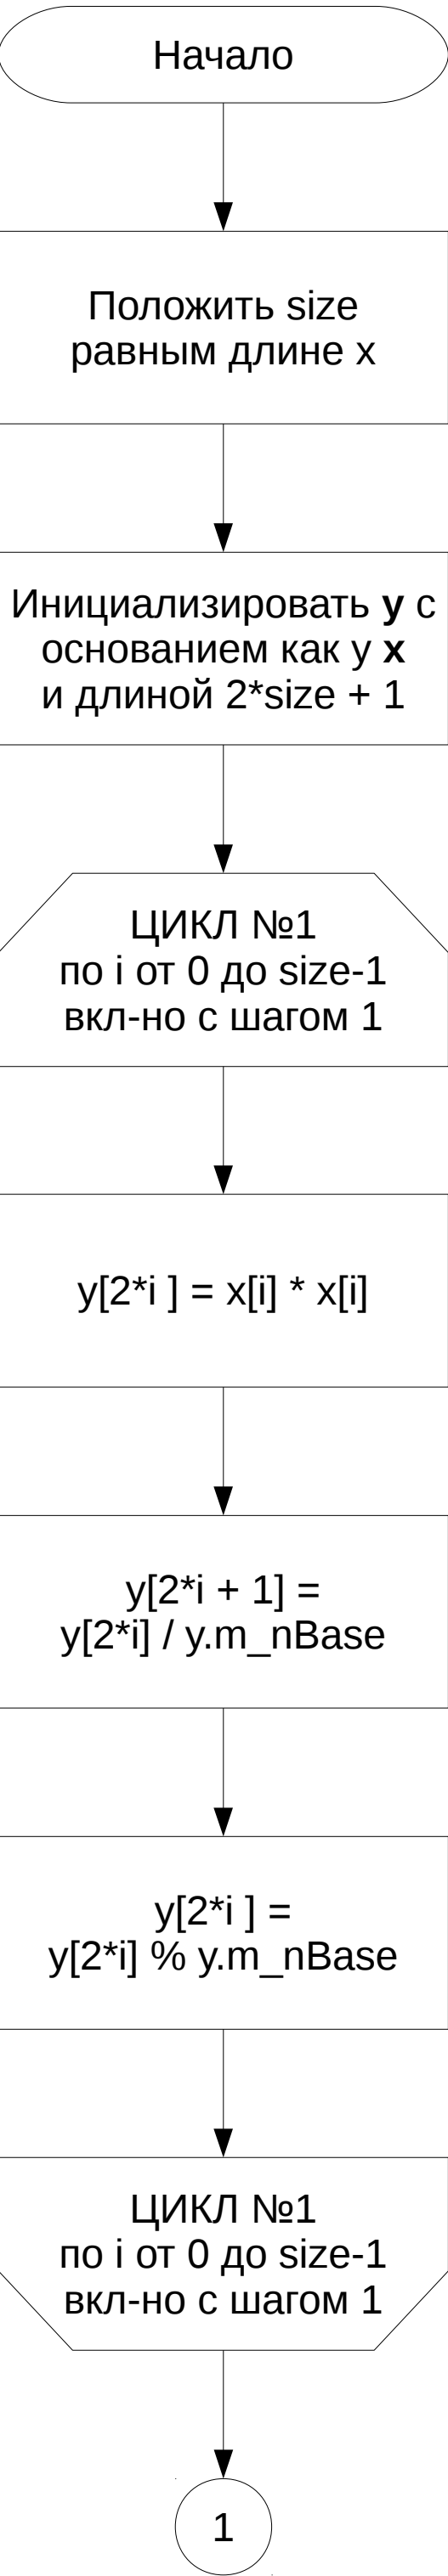 Начало
Положить size
равным длине x
Инициализировать y с
основанием как у x
и длиной 2*size + 1
ЦИКЛ №1
по i от 0 до size-1
вкл-но с шагом 1
y[2*i ] = x[i] * x[i]
y[2*i + 1] =
y[2*i] / y.m_nBase
y[2*i ] =
y[2*i] % y.m_nBase
ЦИКЛ №1
по i от 0 до size-1
вкл-но с шагом 1
1